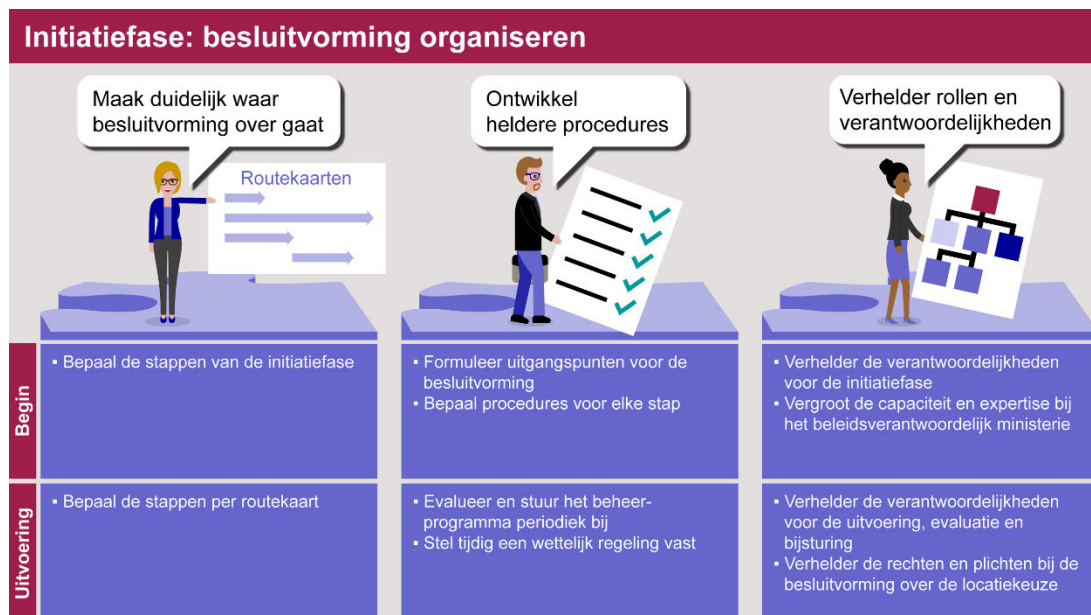 Initiatiefase: besluitvorming organiseren
Maak duidelijk waar
besluitvorming over gaat
Ontwikkel
heldere procedures
Verhelder rollen en
verantwoordelijkheden
Routekaarten
Begin
▪ Bepaal de stappen van de initiatiefase
▪ Formuleer uitgangspunten voor de
besluitvorming
▪ Bepaal procedures voor elke stap
▪ Verhelder de verantwoordelijkheden
voor de initiatiefase
▪ Vergroot de capaciteit en expertise bij
het beleidsverantwoordelijk ministerie
Uitvoering
▪ Bepaal de stappen per routekaart
▪ Evalueer en stuur het beheer-
programma periodiek bij
▪ Stel tijdig een wettelijk regeling vast
▪ Verhelder de verantwoordelijkheden
voor de uitvoering, evaluatie en
bijsturing
▪ Verhelder de rechten en plichten bij de
besluitvorming over de locatiekeuze